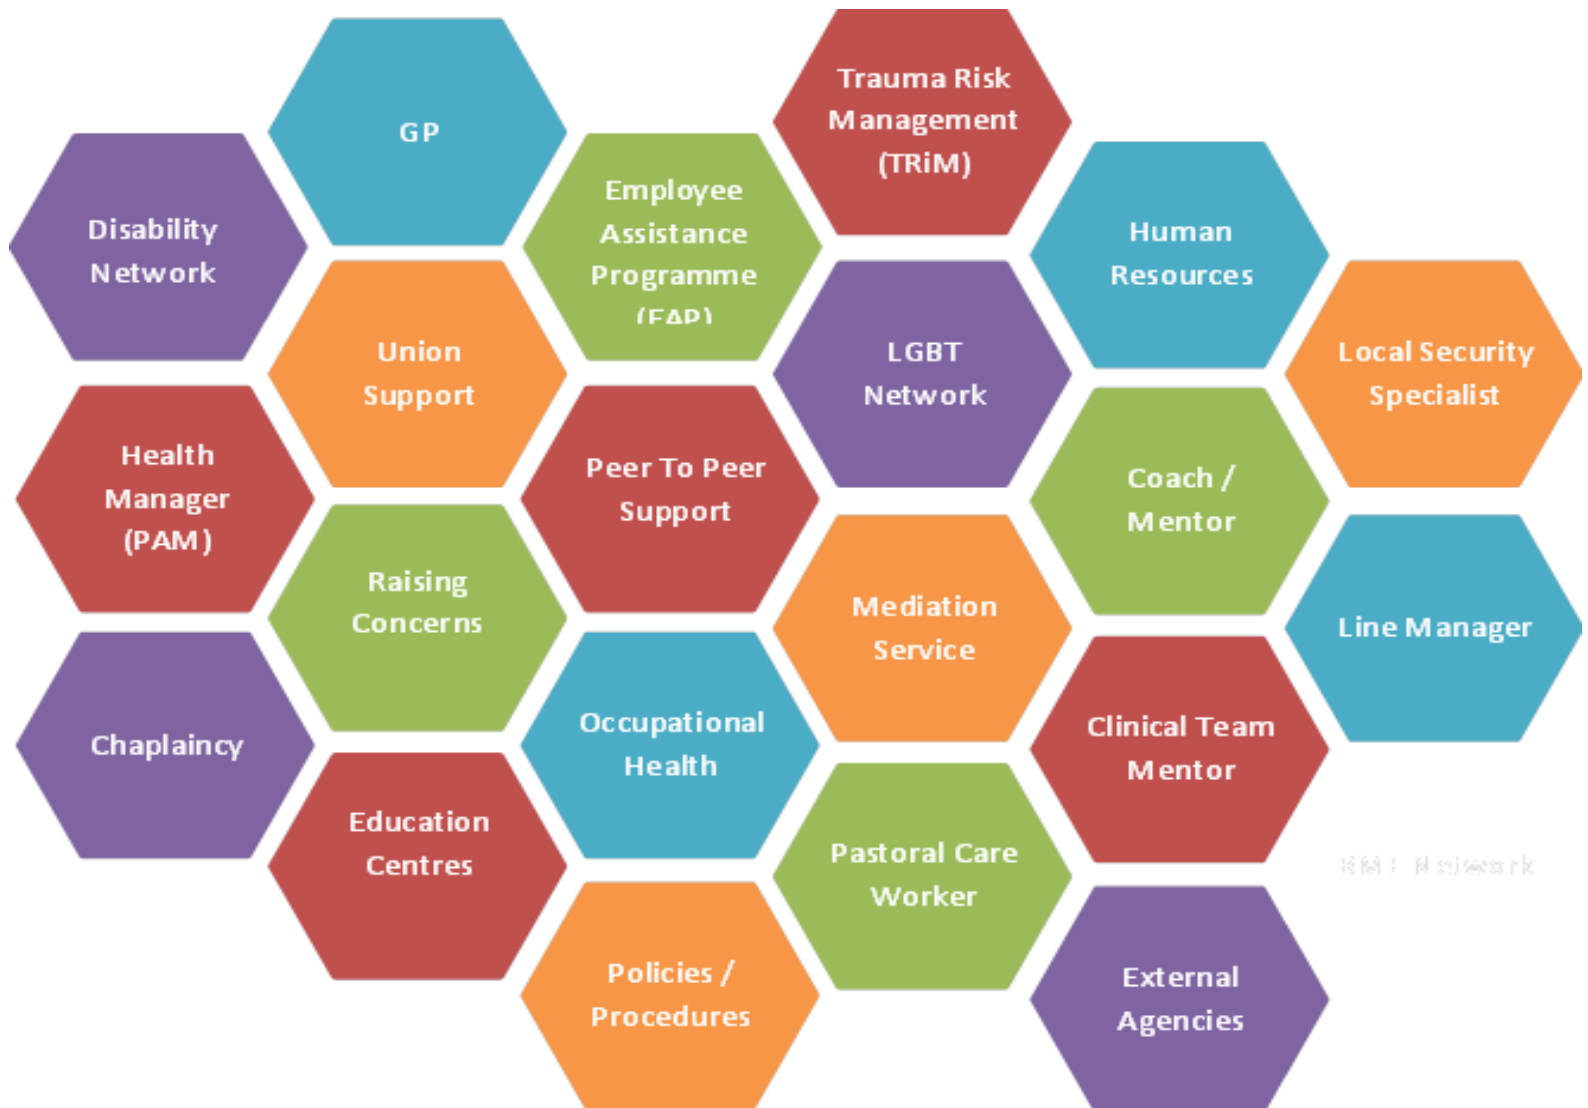 GP
Trauma Risk
Management
(TRiM)
Disability
Network
Employee
Assistance
Programme
(EAP)
Human
Resources
Union
Support
LGBT
Network
Local Security
Specialist
Health
Manager
(PAM)
Peer To Peer
Support
Coach /
Mentor
Raising
Concerns
Mediation
Service
Line Manager
Chaplaincy
Occupational
Health
Clinical Team
Mentor
Education
Centres
Pastoral Care
Worker
Network
Policies /
Procedures
External
Agencies